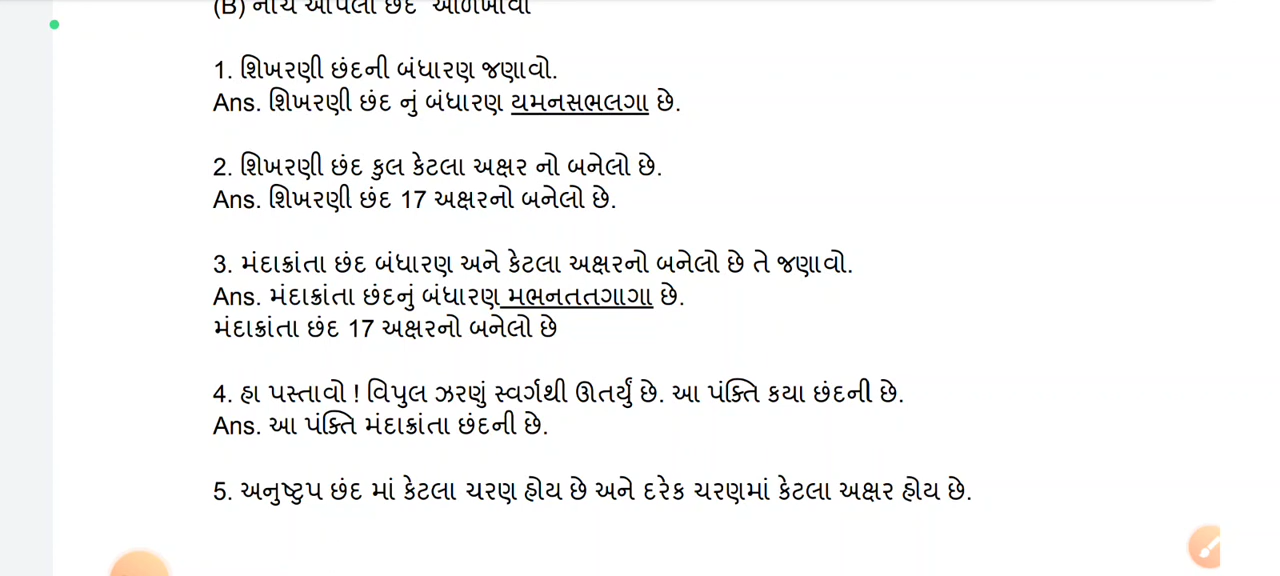 (B) નીચે આપેલા છંદ ઓળખાવો
1. શિખરણી છંદની બંધારણ જણાવો.
Ans. શિખરણી છંદ નું બંધારણ યમનસભલગા છે.
2. શિખરણી છંદ કુલ કેટલા અક્ષર નો બનેલો છે.
Ans. શિખરણી છંદ 17 અક્ષરનો બનેલો છે.
3. મંદાક્રાંતા છંદ બંધારણ અને કેટલા અક્ષરનો બનેલો છે તે જણાવો.
Ans. મંદાક્રાંતા છંદનું બંધારણ મભનતતગાગા છે.
મંદાક્રાંતા છંદ 17 અક્ષરનો બનેલો છે
4. હા પસ્તાવો ! વિપુલ ઝરણું સ્વર્ગથી ઊતર્યું છે. આ પંક્તિ કયા છંદની છે.
Ans. આ પંક્તિ મંદાક્રાંતા છંદની છે.
5. અનુષ્ટુપ છંદ માં કેટલા ચરણ હોય છે અને દરેક ચરણમાં કેટલા અક્ષર હોય છે.